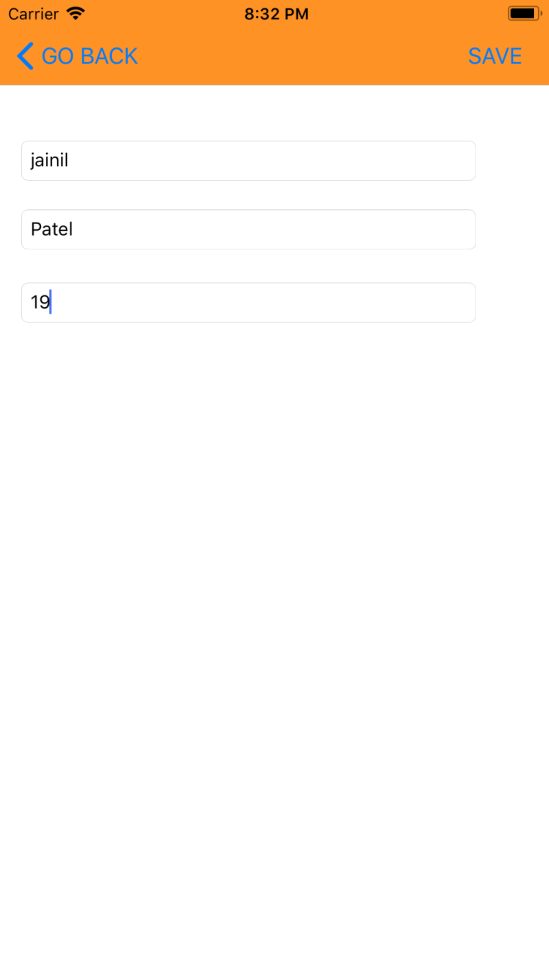 Carrier 8:32 PM
GO BACK SAVE
jainil
Patel
19